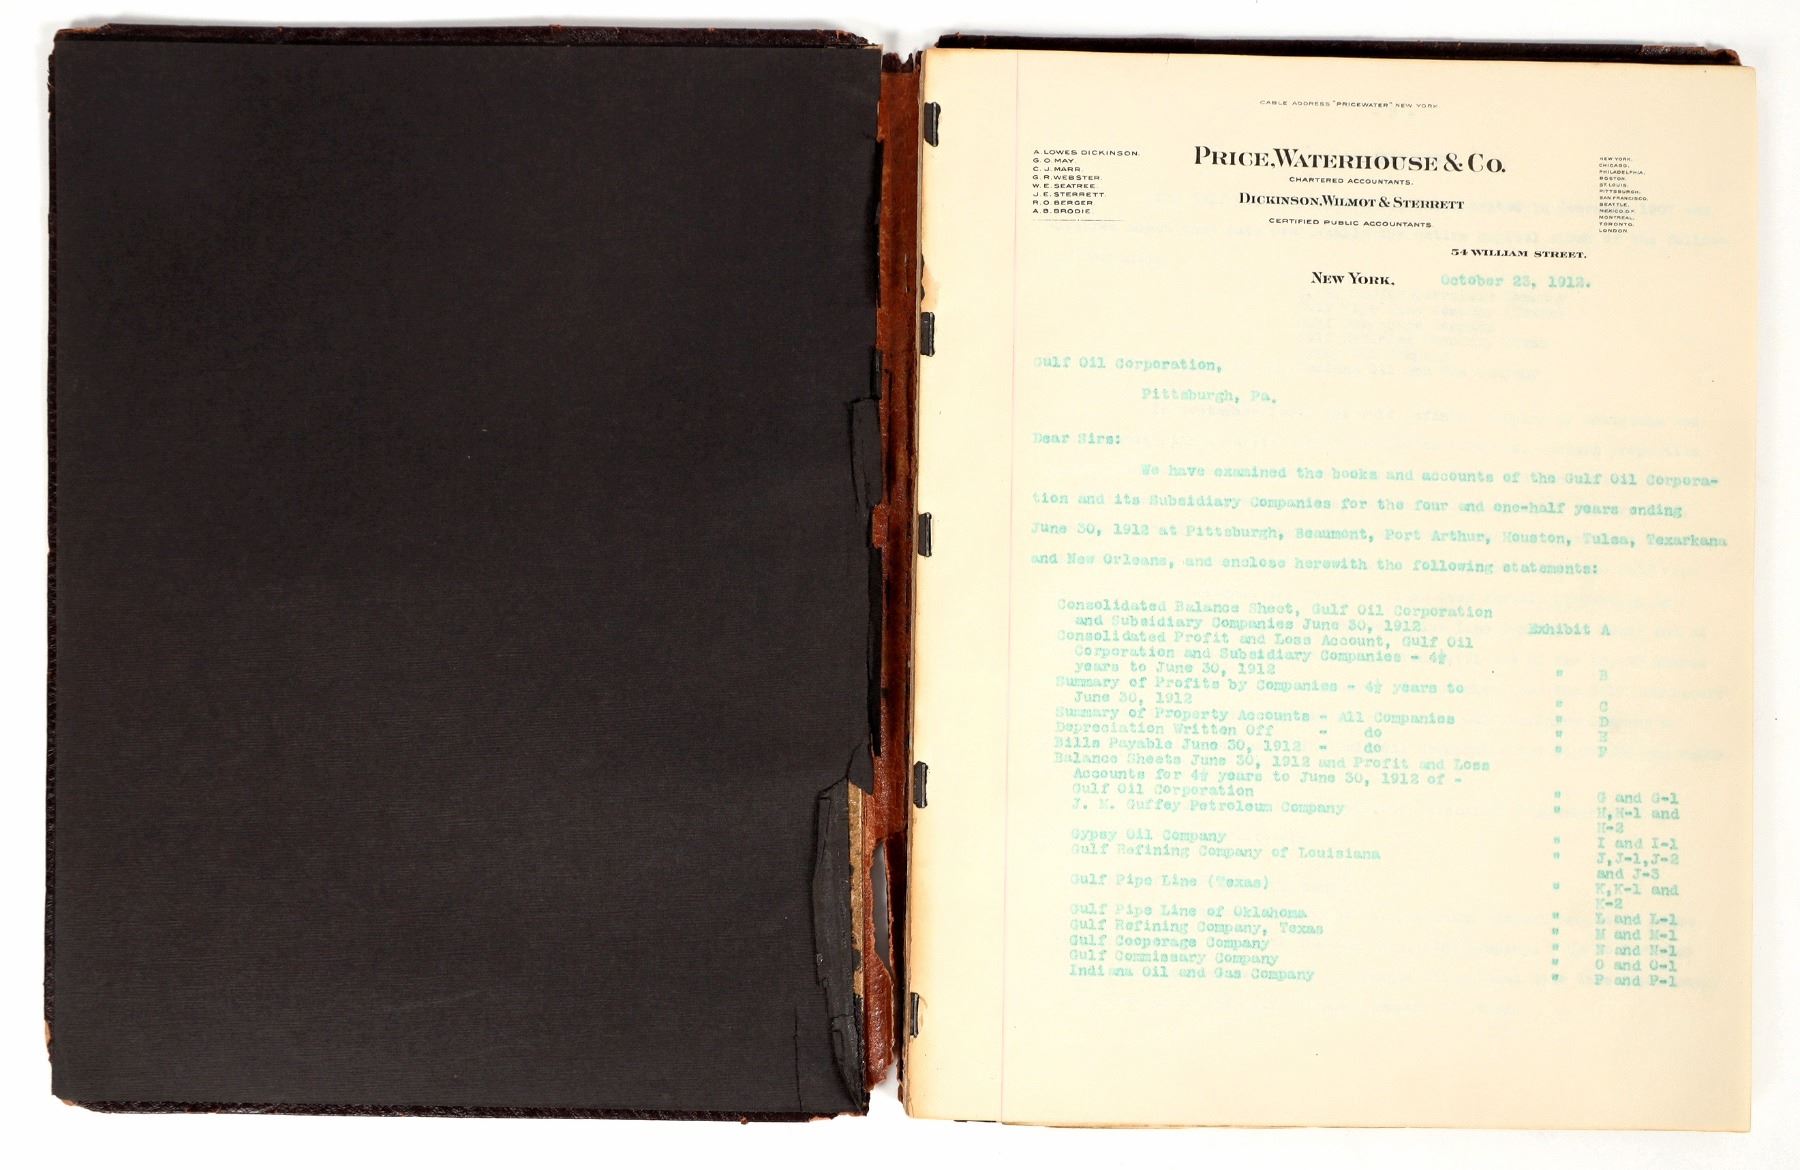 CABLE ADDRESS "PRICEWATER" NEW YORK.
A. LOWES DICKINSON.
G. O. MAY.
C. J. MARR.
G. R. WEBSTER.
W. E. SEATREE.
J. E. STERRETT.
R. O. BERGER.
A. B. BRODIE.
PRICE, WATERHOUSE & CO.
CHARTERED ACCOUNTANTS.
DICKINSON, WILMOT & STERRETT
CERTIFIED PUBLIC ACCOUNTANTS.
NEW YORK.
CHICAGO.
PHILADELPHIA.
BOSTON.
ST. LOUIS.
PITTSBURGH.
SAN FRANCISCO.
SEATTLE.
MEXICO D.F.
MONTREAL.
TORONTO.
LONDON.
54 WILLIAM STREET.
NEW YORK, October 23, 1912.
Gulf Oil Corporation,
Pittsburgh, Pa.
Dear Sirs:
We have examined the books and accounts of the Gulf Oil Corpora-
tion and its Subsidiary Companies for the four and one-half years ending
June 30, 1912 at Pittsburgh, Beaumont, Port Arthur, Houston, Tulsa, Texarkana
and New Orleans, and enclose herewith the following statements:
Consolidated Balance Sheet, Gulf Oil Corporation
and Subsidiary Companies June 30, 1912 Exhibit A
Consolidated Profit and Loss Account, Gulf Oil
Corporation and Subsidiary Companies - 4½
years to June 30, 1912 " B
Summary of Profits by Companies - 4½ years to
June 30, 1912 " C
Summary of Property Accounts - All Companies " D
Depreciation Written Off - do " E
Bills Payable June 30, 1912 - do " F
Balance Sheets June 30, 1912 and Profit and Loss
Accounts for 4½ years to June 30, 1912 of -
Gulf Oil Corporation " G and G-1
J. M. Guffey Petroleum Company " H,H-1 and
H-2
Gypsy Oil Company " I and I-1
Gulf Refining Company of Louisiana " J,J-1,J-2
and J-3
Gulf Pipe Line (Texas) " K,K-1 and
K-2
Gulf Pipe Line of Oklahoma " L and L-1
Gulf Refining Company, Texas " M and M-1
Gulf Cooperage Company " N and N-1
Gulf Commissary Company " O and O-1
Indiana Oil and Gas Company " P and P-1